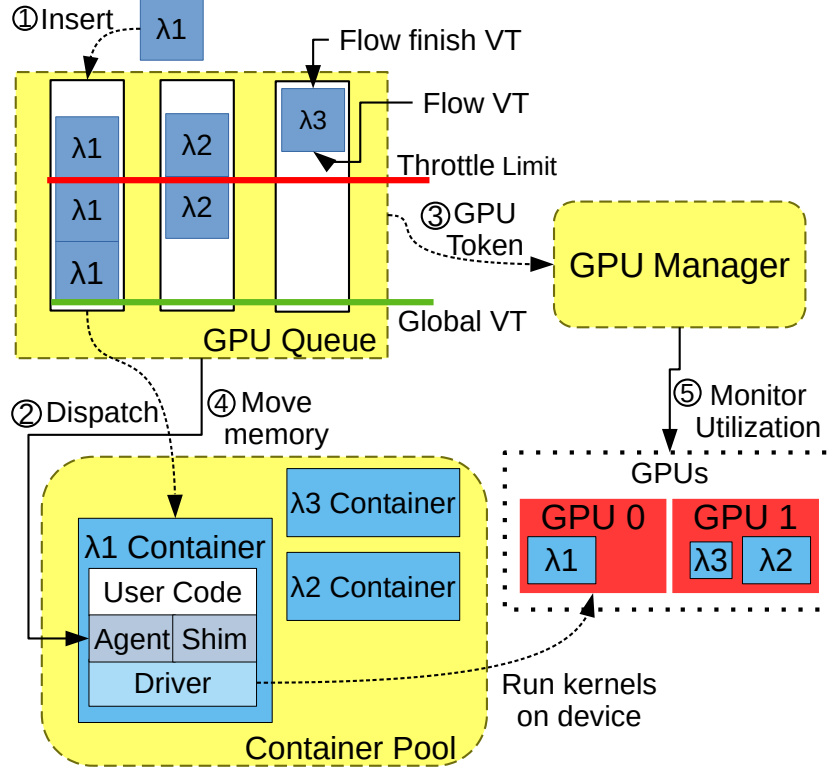 ①Insert
λ1
Flow finish VT
Flow VT
λ3
λ1
λ2
Throttle Limit
λ1
λ2
③GPU
Token
λ1
GPU Manager
Global VT
GPU Queue
②Dispatch
④Move
memory
⑤Monitor
Utilization
GPUs
λ3 Container
GPU 0
GPU 1
λ1 Container
λ1
λ3
λ2
User Code
λ2 Container
Agent
Shim
Driver
Run kernels
on device
Container Pool